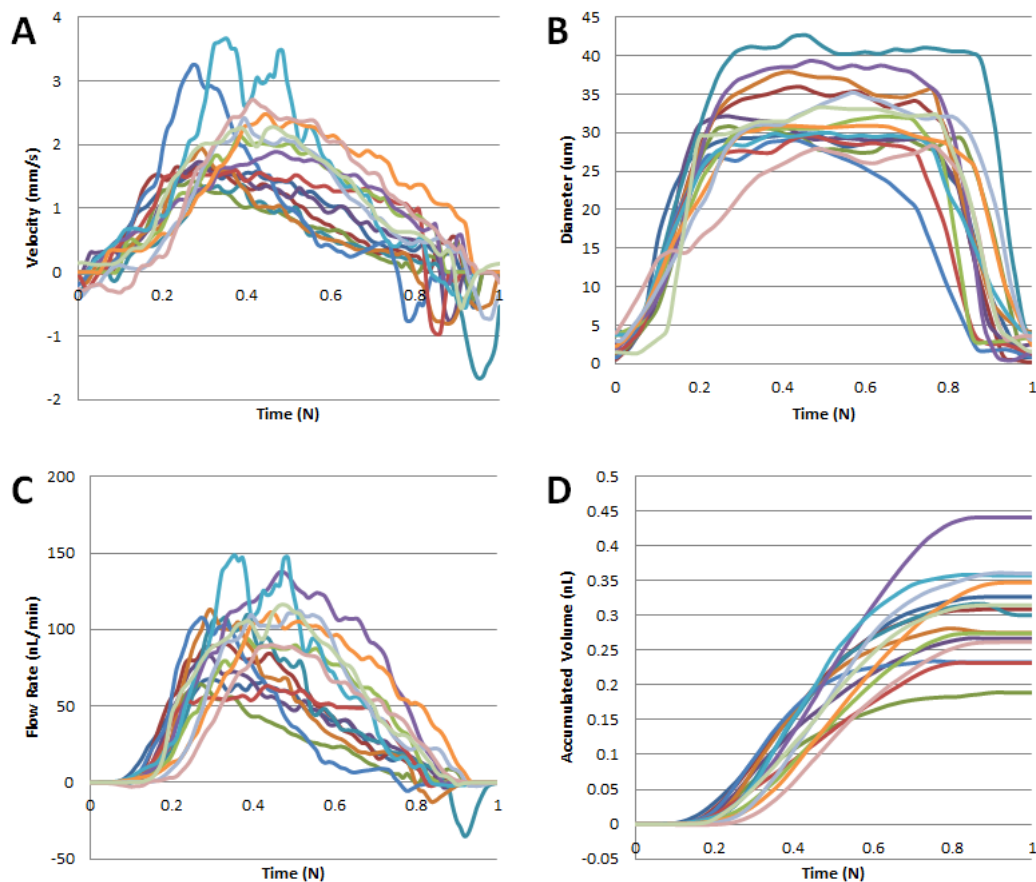 A
4
3
2
1
0
-1
-2
Velocity (mm/s)
0 0.2 0.4 0.6 0.8 1
Time (N)
B
45
40
35
30
25
20
15
10
5
0
Diameter (um)
0 0.2 0.4 0.6 0.8 1
Time (N)
C
200
150
100
50
0
-50
Flow Rate (nL/min)
0 0.2 0.4 0.6 0.8 1
Time (N)
D
0.5
0.45
0.4
0.35
0.3
0.25
0.2
0.15
0.1
0.05
0
-0.05
Accumulated Volume (nL)
0 0.2 0.4 0.6 0.8 1
Time (N)